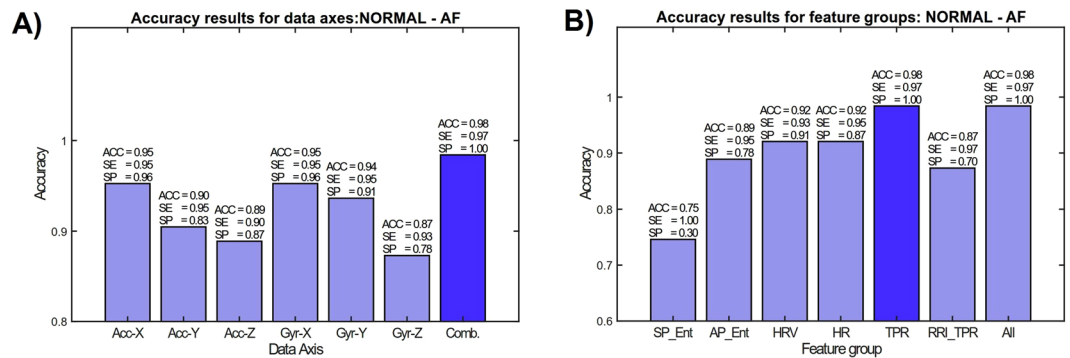 A)
Accuracy results for data axes:NORMAL - AF
Accuracy
1
0.9
0.8
ACC = 0.95
SE = 0.95
SP = 0.96
ACC = 0.90
SE = 0.95
SP = 0.83
ACC = 0.89
SE = 0.90
SP = 0.87
ACC = 0.95
SE = 0.95
SP = 0.96
ACC = 0.94
SE = 0.95
SP = 0.91
ACC = 0.87
SE = 0.93
SP = 0.78
ACC = 0.98
SE = 0.97
SP = 1.00
Acc-X Acc-Y Acc-Z Gyr-X Gyr-Y Gyr-Z Comb.
Data Axis
B)
Accuracy results for feature groups: NORMAL - AF
Accuracy
1
0.9
0.8
0.7
0.6
ACC = 0.75
SE = 1.00
SP = 0.30
ACC = 0.89
SE = 0.95
SP = 0.78
ACC = 0.92
SE = 0.93
SP = 0.91
ACC = 0.92
SE = 0.95
SP = 0.87
ACC = 0.98
SE = 0.97
SP = 1.00
ACC = 0.87
SE = 0.97
SP = 0.70
ACC = 0.98
SE = 0.97
SP = 1.00
SP_Ent AP_Ent HRV HR TPR RRI_TPR All
Feature group